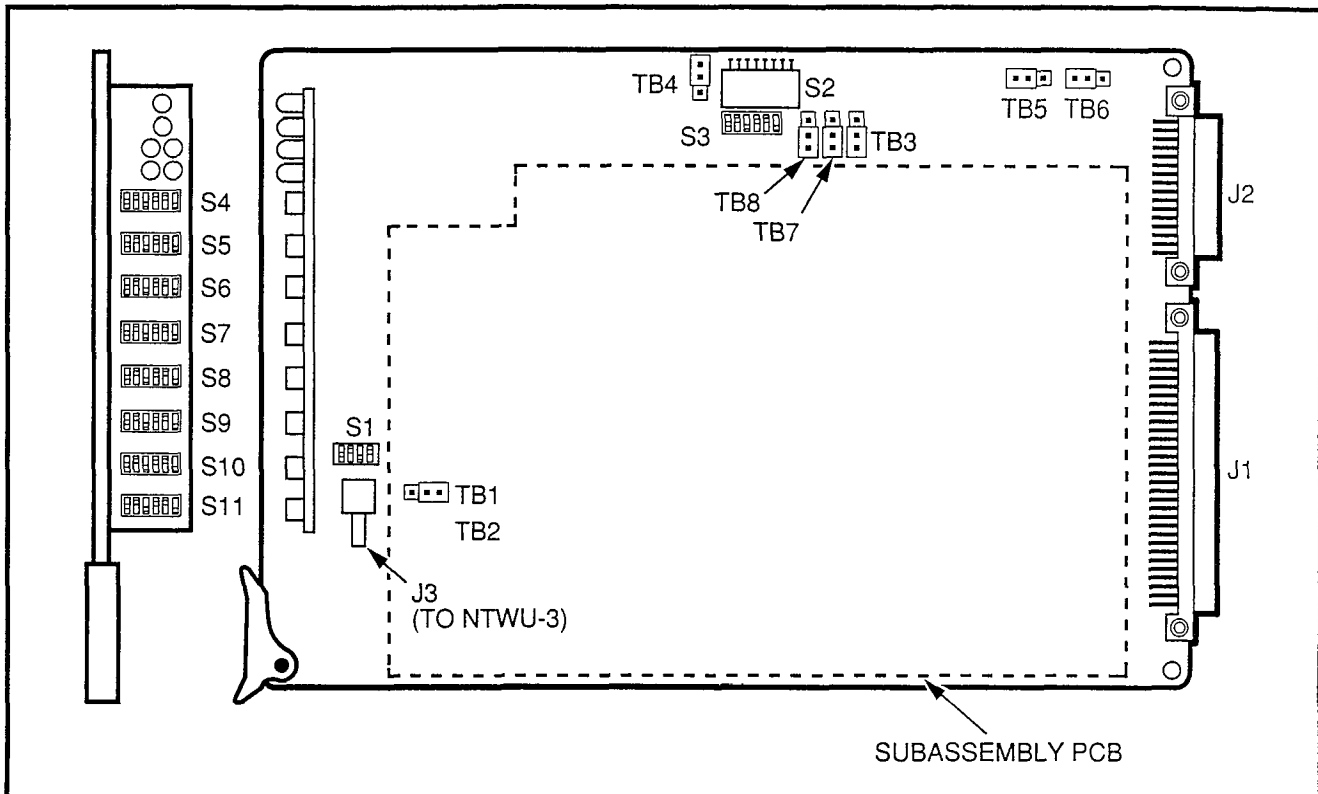 TB4
S2
TB5
TB6
S3
TB3
TB8
TB7
J2
S4
S5
S6
S7
S8
S9
S10
S11
S1
TB1
TB2
J1
J3
(TO NTWU-3)
SUBASSEMBLY PCB